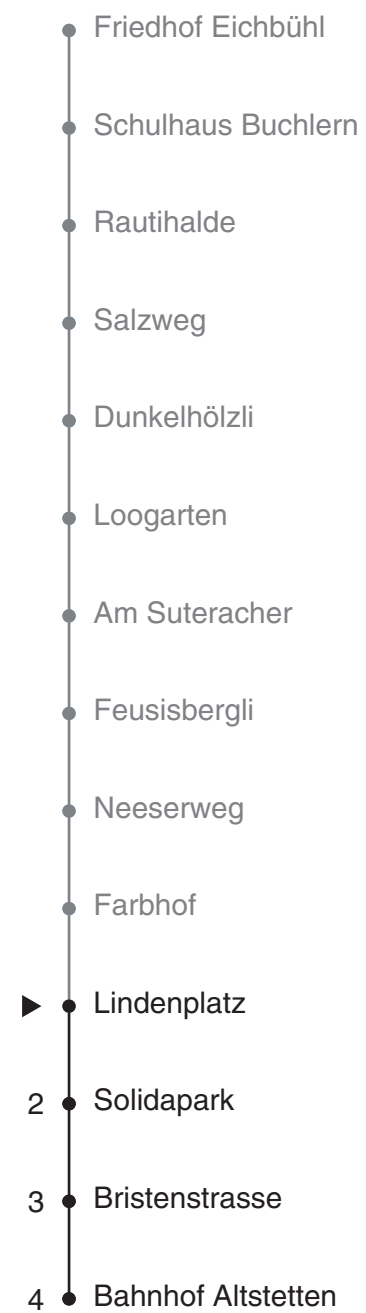 Friedhof Eichbühl
Schulhaus Buchlern
Rautihalde
Salzweg
Dunkelhölzli
Loogarten
Am Suteracher
Feusisbergli
Neeserweg
Farbhof
Lindenplatz
2 Solidapark
3 Bristenstrasse
4 Bahnhof Altstetten